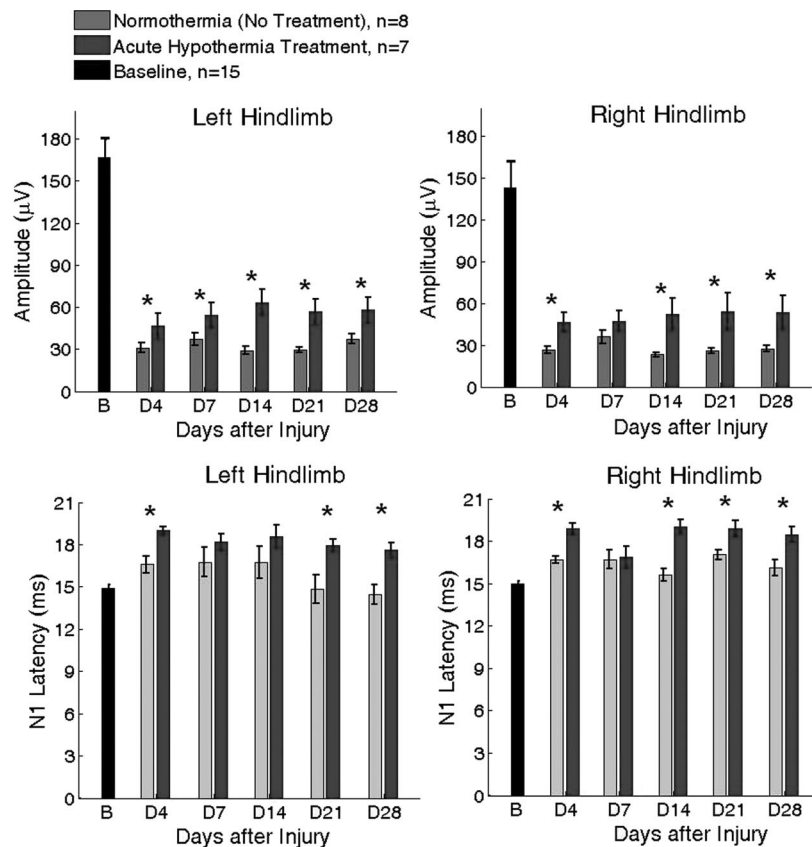 Normothermia (No Treatment), n=8
Acute Hypothermia Treatment, n=7
Baseline, n=15
Left Hindlimb
Amplitude (µV)
180
150
120
90
60
30
0
* * * * *
B D4 D7 D14 D21 D28
Days after Injury
Right Hindlimb
Amplitude (µV)
180
150
120
90
60
30
0
* * * *
B D4 D7 D14 D21 D28
Days after Injury
Left Hindlimb
N1 Latency (ms)
21
18
15
12
9
6
3
0
* * *
B D4 D7 D14 D21 D28
Days after Injury
Right Hindlimb
N1 Latency (ms)
21
18
15
12
9
6
3
0
* * * *
B D4 D7 D14 D21 D28
Days after Injury